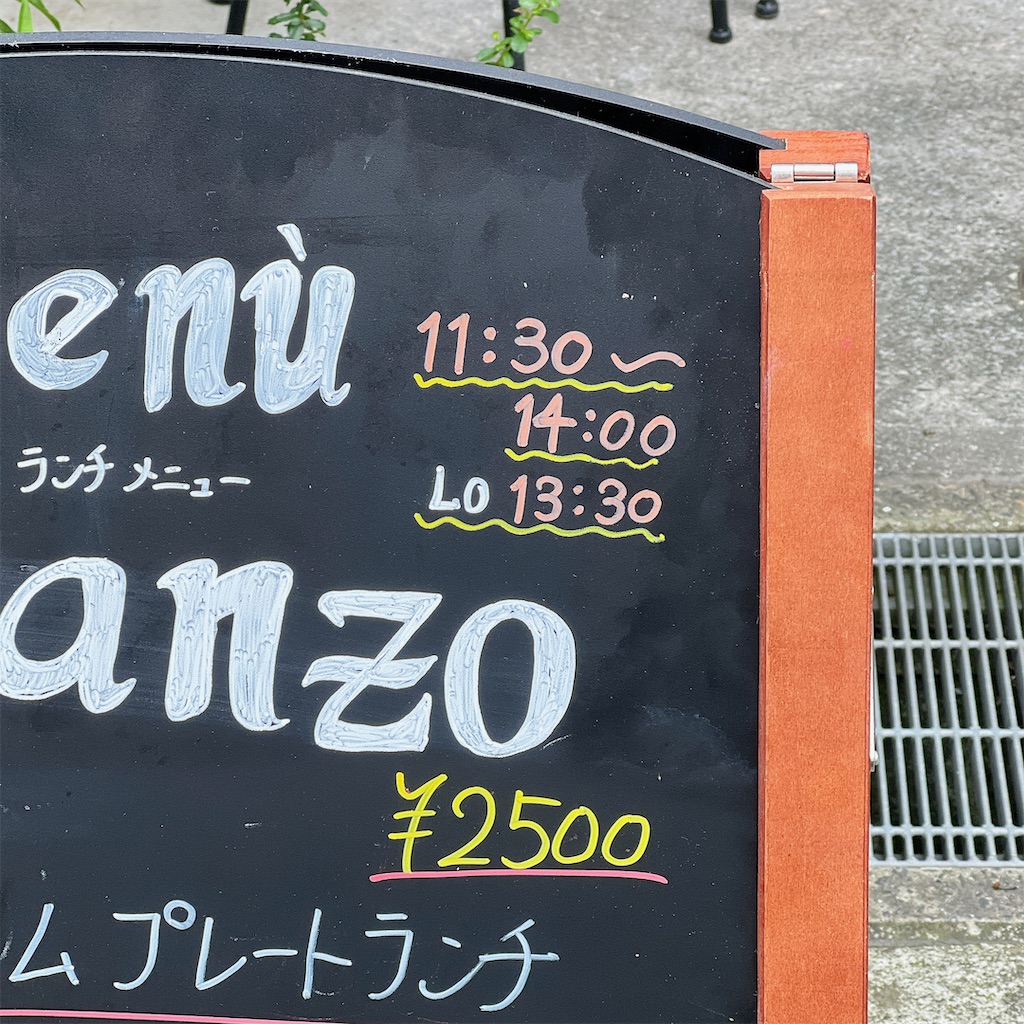 enù
11:30〜
14:00
LO 13:30
ランチ メニュー
anzo
¥2500
ム プレートランチ